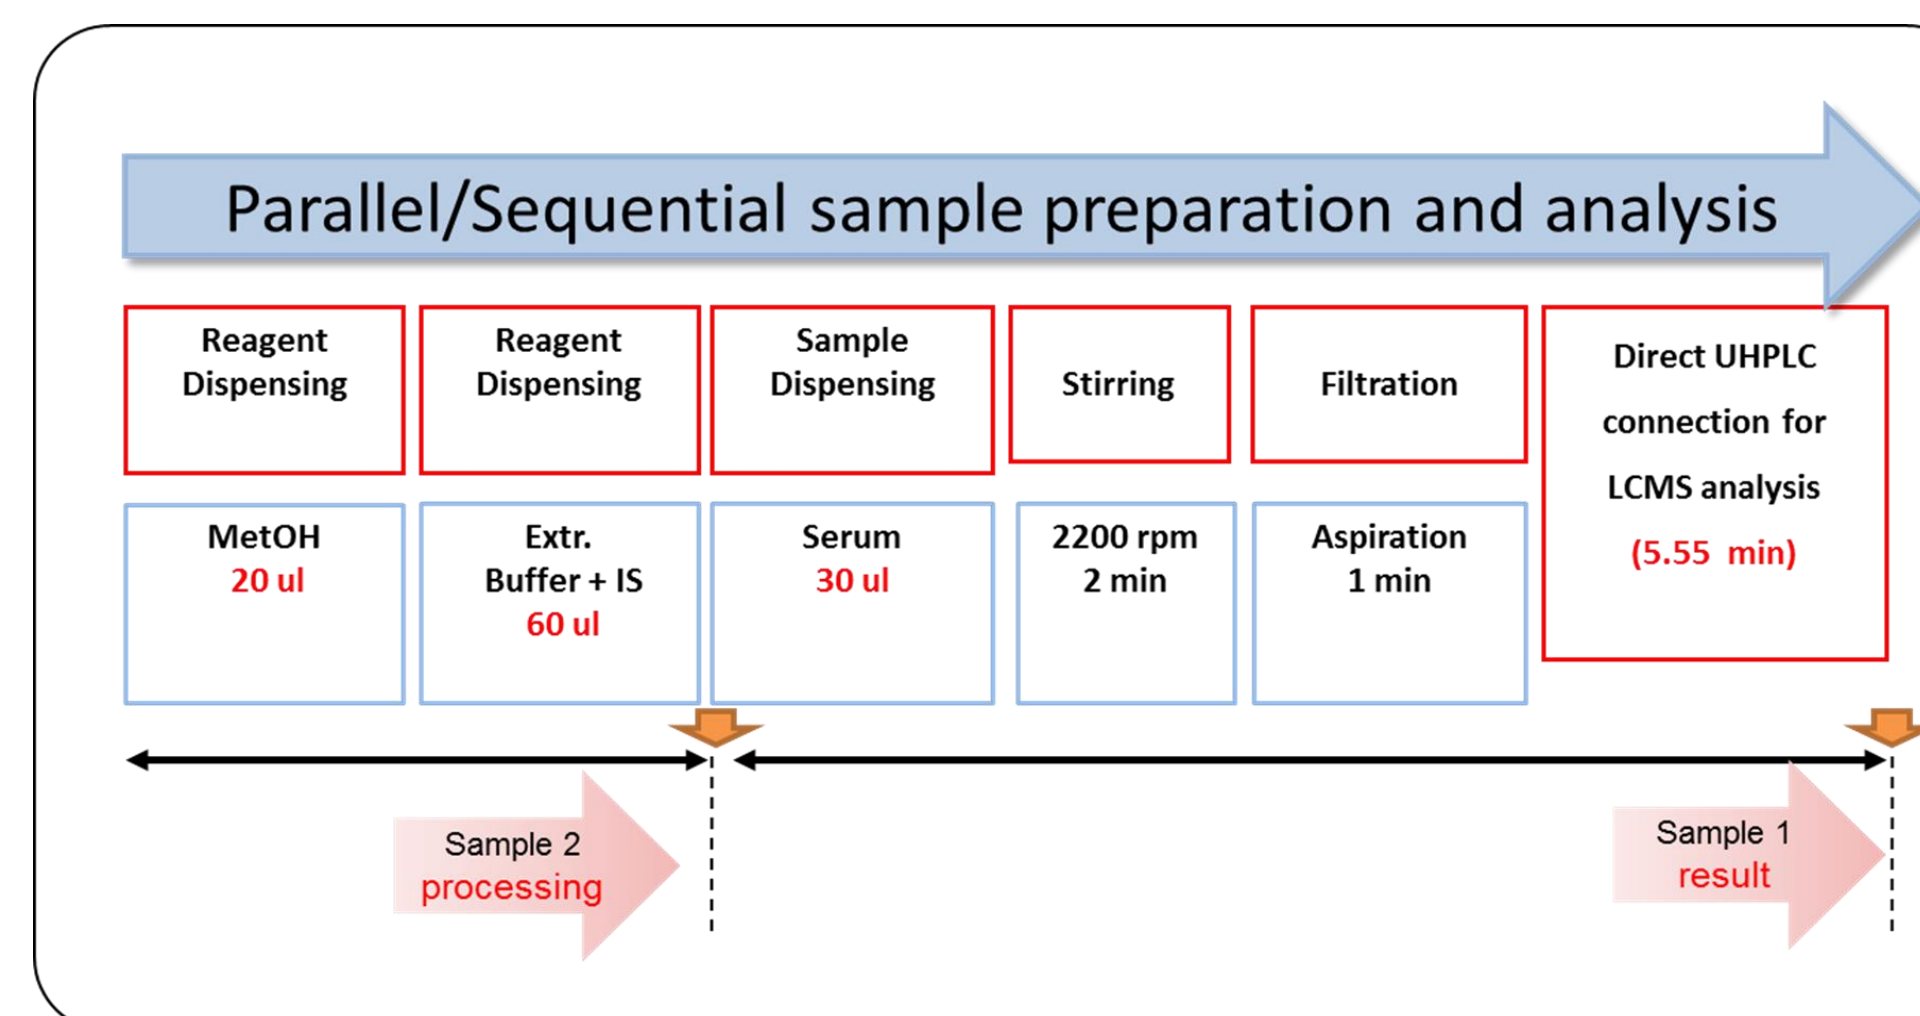 Parallel/Sequential sample preparation and analysis
Reagent
Dispensing
Reagent
Dispensing
Sample
Dispensing
Stirring
Filtration
Direct UHPLC
connection for
LCMS analysis
(5.55 min)
MetOH
20 ul
Extr.
Buffer + IS
60 ul
Serum
30 ul
2200 rpm
2 min
Aspiration
1 min
Sample 2
processing
Sample 1
result